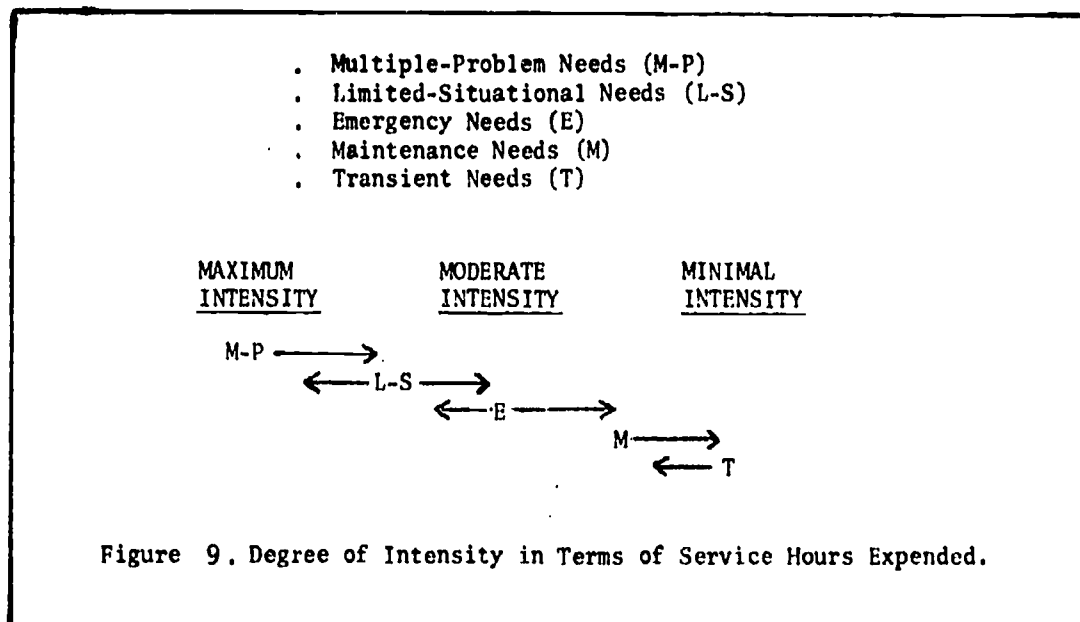 . Multiple-Problem Needs (M-P)
. Limited-Situational Needs (L-S)
. Emergency Needs (E)
. Maintenance Needs (M)
. Transient Needs (T)
MAXIMUM MODERATE MINIMAL
INTENSITY INTENSITY INTENSITY
M-P
L-S
E
M
T
Figure 9. Degree of Intensity in Terms of Service Hours Expended.